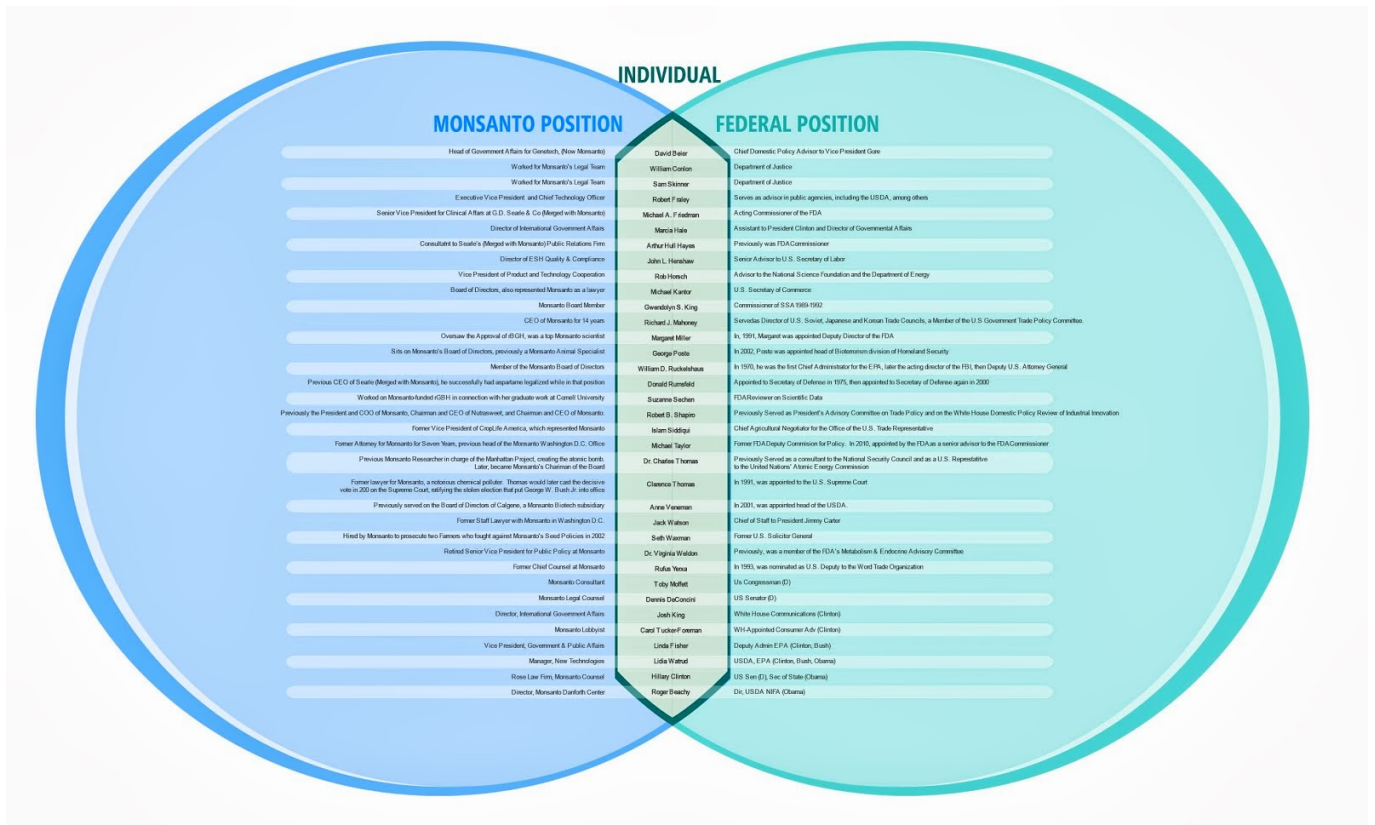 INDIVIDUAL
MONSANTO POSITION FEDERAL POSITION
Head of Government Affairs for Genetech, (Now Monsanto) David Beier Chief Domestic Policy Advisor to Vice President Gore
Worked for Monsanto's Legal Team William Conlon Department of Justice
Worked for Monsanto's Legal Team Sam Skinner Department of Justice
Executive Vice President and Chief Technology Officer Robert Fraley Serves as advisor in public agencies, including the USDA, among others
Senior Vice President for Clinical Affairs at G.D. Searle & Co (Merged with Monsanto) Michael A. Friedman Acting Commissioner of the FDA
Director of International Government Affairs Marcia Hale Assistant to President Clinton and Director of Governmental Affairs
Consultatnt to Searle's (Merged with Monsanto) Public Relations Firm Arthur Hull Hayes Previously was FDA Commissioner
Director of ESH Quality & Compliance John L. Henshaw Senior Advisor to U.S. Secretary of Labor
Vice President of Product and Technology Cooperation Rob Horsch Advisor to the National Science Foundation and the Department of Energy
Board of Directors, also represented Monsanto as a lawyer Michael Kantor U.S. Secretary of Commerce
Monsanto Board Member Gwendolyn S. King Commissioner of SSA 1989-1992
CEO of Monsanto for 14 years Richard J. Mahoney Servedas Director of U.S. Soviet, Japanese and Korean Trade Councils, a Member of the U.S Government Trade Policy Committee.
Oversaw the Approval of rBGH, was a top Monsanto scientist Margaret Miller In, 1991, Margaret was appointed Deputy Director of the FDA
Sits on Monsanto's Board of Directors, previously a Monsanto Animal Specialist George Poste In 2002, Poste was appointed head of Bioterrorism division of Homeland Security
Member of the Monsanto Board of Directors William D. Ruckelshaus In 1970, he was the first Chief Administrator for the EPA, later the acting director of the FBI, then Deputy U.S. Attorney General
Previous CEO of Searle (Merged with Monsanto), he successfully had aspartame legalized while in that position Donald Rumsfeld Appointed to Secretary of Defense in 1975, then appointed to Secretary of Defense again in 2000
Worked on Monsanto-funded rGBH in connection with her graduate work at Cornell University Suzanne Sechen FDA Reviewer on Scientific Data
Previously the President and COO of Monsanto, Chairman and CEO of Nutrasweet, and Chairman and CEO of Monsanto. Robert B. Shapiro Previously Served as President's Advisory Committee on Trade Policy and on the White House Domestic Policy Review of Industrial Innovation
Former Vice President of CropLife America, which represented Monsanto Islam Siddiqui Chief Agricultural Negotiator for the Office of the U.S. Trade Representative
Former Attorney for Monsanto for Seven Years, previous head of the Monsanto Washington D.C. Office Michael Taylor Former FDA Deputy Commision for Policy. In 2010, appointed by the FDA as a senior advisor to the FDA Commissioner
Previous Monsanto Researcher in charge of the Manhattan Project, creating the atomic bomb. Dr. Charles Thomas Previously Served as a consultant to the National Security Council and as a U.S. Represtatitve
Later, became Monsanto's Chariman of the Board to the United Nations' Atomic Energy Commission
Former lawyer for Monsanto, a notorious chemical polluter. Thomas would later cast the decisive Clarence Thomas In 1991, was appointed to the U.S. Supreme Court
vote in 200 on the Supreme Court, ratifying the stolen election that put George W. Bush Jr. into office
Previously served on the Board of Directors of Calgene, a Monsanto Biotech subsidiary Anne Veneman In 2001, was appointed head of the USDA.
Former Staff Lawyer with Monsanto in Washington D.C. Jack Watson Chief of Staff to President Jimmy Carter
Hired by Monsanto to prosecute two Farmers who fought against Monsanto's Seed Policies in 2002 Seth Waxman Former U.S. Solicitor General
Retired Senior Vice President for Public Policy at Monsanto Dr. Virginia Weldon Previously, was a member of the FDA's Metabolism & Endocrine Advisory Committee
Former Chief Counsel at Monsanto Rufus Yerxa In 1993, was nominated as U.S. Deputy to the Word Trade Organization
Monsanto Consultant Toby Moffett Us Congressman (D)
Monsanto Legal Counsel Dennis DeConcini US Senator (D)
Director, International Government Affairs Josh King White House Communications (Clinton)
Monsanto Lobbyist Carol Tucker-Foreman WH-Appointed Consumer Adv (Clinton)
Vice President, Government & Public Affairs Linda Fisher Deputy Admin EPA (Clinton, Bush)
Manager, New Technologies Lidia Watrud USDA, EPA (Clinton, Bush, Obama)
Rose Law Firm, Monsanto Counsel Hillary Clinton US Sen (D), Sec of State (Obama)
Director, Monsanto Danforth Center Roger Beachy Dir, USDA NIFA (Obama)